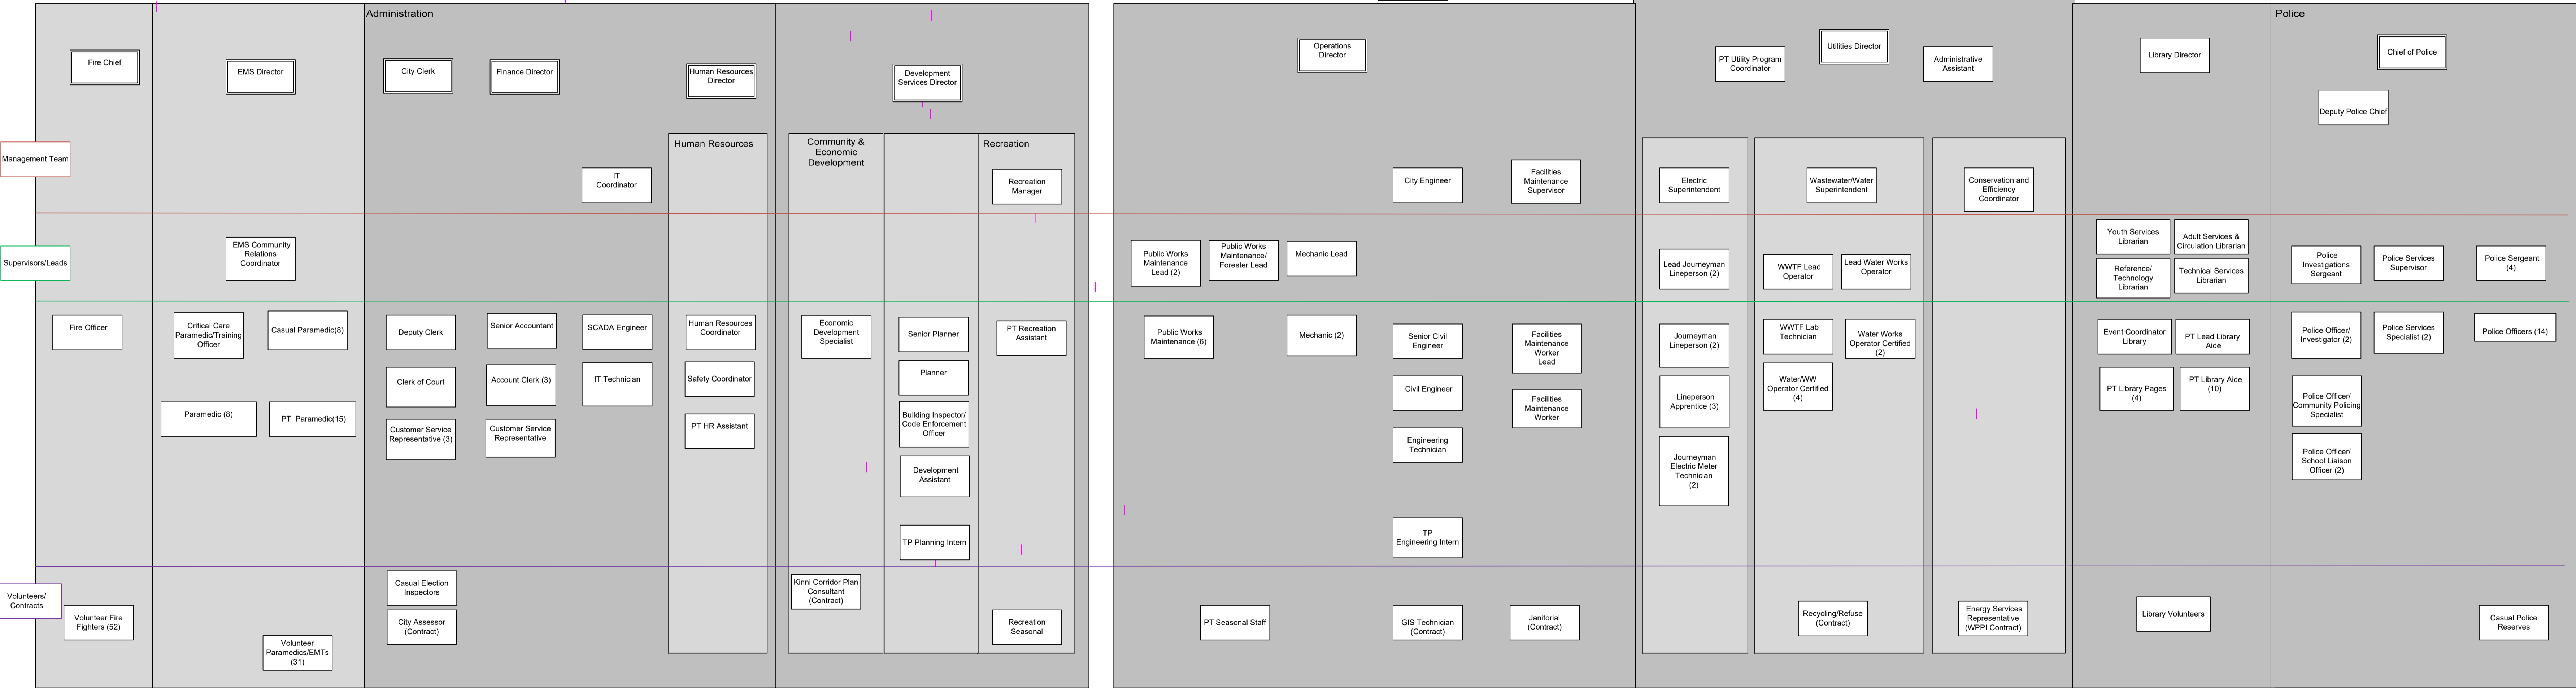 Administration
Police
Fire Chief
EMS Director
City Clerk
Finance Director
Human Resources
Director
Development
Services Director
Operations
Director
PT Utility Program
Coordinator
Utilities Director
Administrative
Assistant
Library Director
Chief of Police
Deputy Police Chief
Management Team
Human Resources
Community &
Economic
Development
Recreation
IT
Coordinator
Recreation
Manager
City Engineer
Facilities
Maintenance
Supervisor
Electric
Superintendent
Wastewater/Water
Superintendent
Conservation and
Efficiency
Coordinator
Supervisors/Leads
EMS Community
Relations
Coordinator
Public Works
Maintenance
Lead (2)
Public Works
Maintenance/
Forester Lead
Mechanic Lead
Lead Journeyman
Lineperson (2)
WWTF Lead
Operator
Lead Water Works
Operator
Youth Services
Librarian
Adult Services &
Circulation Librarian
Reference/
Technology
Librarian
Technical Services
Librarian
Police
Investigations
Sergeant
Police Services
Supervisor
Police Sergeant
(4)
Fire Officer
Critical Care
Paramedic/Training
Officer
Casual Paramedic(8)
Paramedic (8)
PT  Paramedic(15)
Deputy Clerk
Senior Accountant
SCADA Engineer
Clerk of Court
Account Clerk (3)
IT Technician
Customer Service
Representative (3)
Customer Service
Representative
Human Resources
Coordinator
Safety Coordinator
PT HR Assistant
Economic
Development
Specialist
Senior Planner
Planner
Building Inspector/
Code Enforcement
Officer
Development
Assistant
TP Planning Intern
PT Recreation
Assistant
Public Works
Maintenance (6)
Mechanic (2)
Senior Civil
Engineer
Civil Engineer
Engineering
Technician
TP
Engineering Intern
Facilities
Maintenance
Worker
Lead
Facilities
Maintenance
Worker
Journeyman
Lineperson (2)
Lineperson
Apprentice (3)
Journeyman
Electric Meter
Technician
(2)
WWTF Lab
Technician
Water Works
Operator Certified
(2)
Water/WW
Operator Certified
(4)
Event Coordinator
Library
PT Lead Library
Aide
PT Library Pages
(4)
PT Library Aide
(10)
Police Officer/
Investigator (2)
Police Services
Specialist (2)
Police Officers (14)
Police Officer/
Community Policing
Specialist
Police Officer/
School Liaison
Officer (2)
Volunteers/
Contracts
Volunteer Fire
Fighters (52)
Volunteer
Paramedics/EMTs
(31)
Casual Election
Inspectors
City Assessor
(Contract)
Kinni Corridor Plan
Consultant
(Contract)
Recreation
Seasonal
PT Seasonal Staff
GIS Technician
(Contract)
Janitorial
(Contract)
Recycling/Refuse
(Contract)
Energy Services
Representative
(WPPI Contract)
Library Volunteers
Casual Police
Reserves